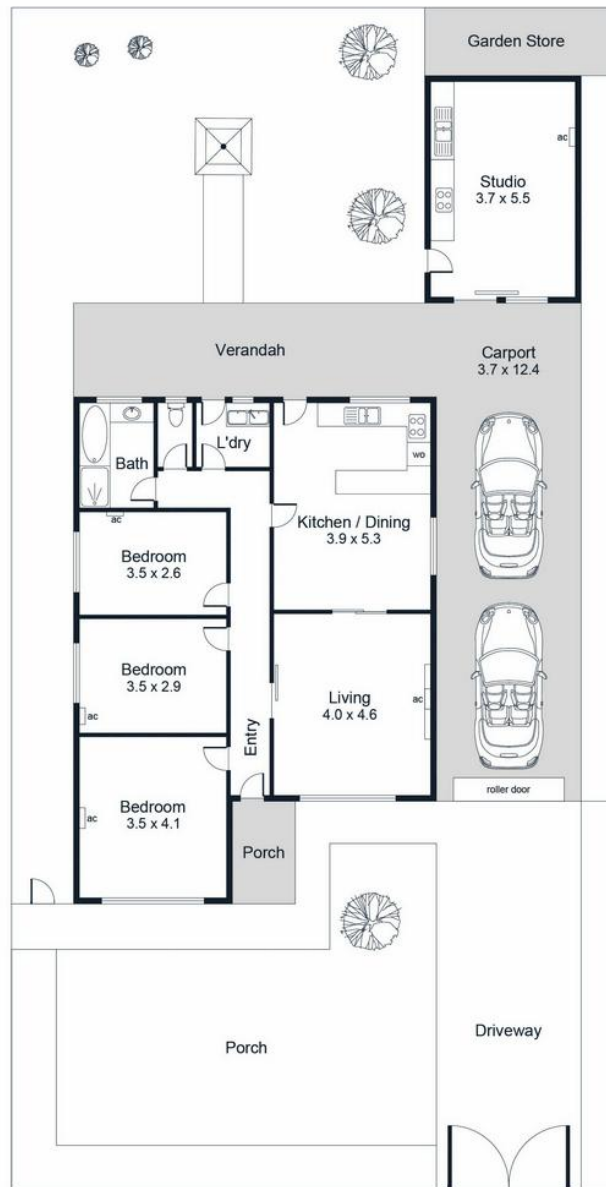 Garden Store
ac
Studio
3.7 x 5.5
Verandah
Carport
3.7 x 12.4
L'dry
Bath
wo
ac
Kitchen / Dining
3.9 x 5.3
Bedroom
3.5 x 2.6
Bedroom
3.5 x 2.9
Living
4.0 x 4.6
ac
ac
Entry
Bedroom
3.5 x 4.1
ac
roller door
Porch
Driveway
Porch